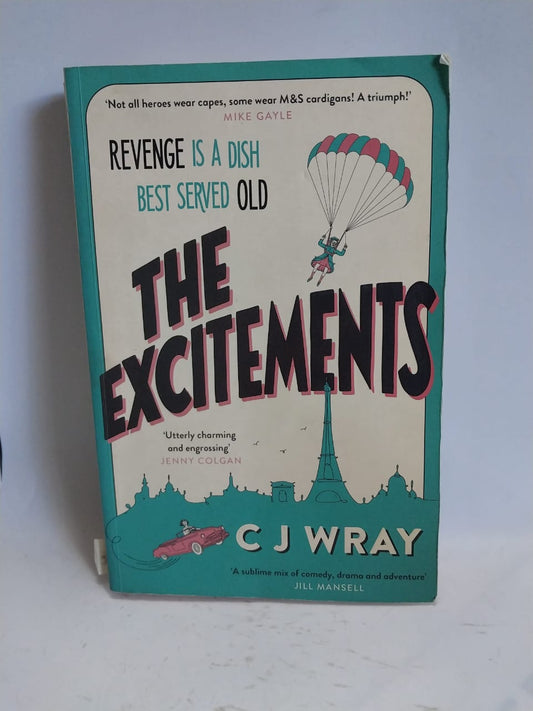 ‘Not all heroes wear capes, some wear M&S cardigans! A triumph!’
MIKE GAYLE
REVENGE IS A DISH
BEST SERVED OLD
THE
EXCITEMENTS
‘Utterly charming
and engrossing’
JENNY COLGAN
C J WRAY
‘A sublime mix of comedy, drama and adventure’
JILL MANSELL